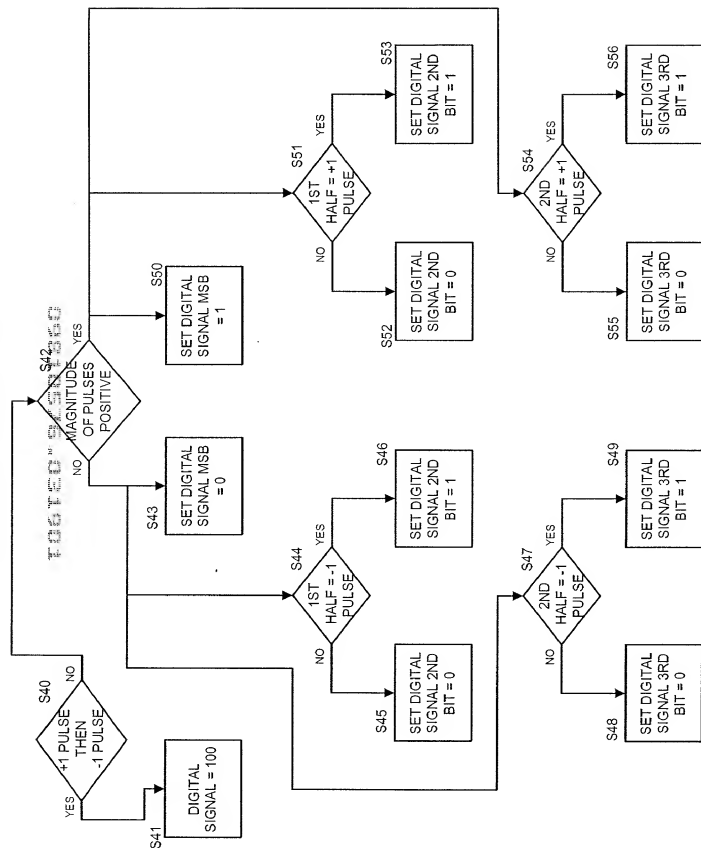 S40
+1 PULSE
THEN
-1 PULSE
YES
NO
S41
DIGITAL
SIGNAL = 100
S42
MAGNITUDE
OF PULSES
POSITIVE
NO
YES
S43
SET DIGITAL
SIGNAL MSB
= 0
S50
SET DIGITAL
SIGNAL MSB
= 1
S44
1ST
HALF = -1
PULSE
NO
YES
S45
SET DIGITAL
SIGNAL 2ND
BIT = 0
S46
SET DIGITAL
SIGNAL 2ND
BIT = 1
S47
2ND
HALF = -1
PULSE
NO
YES
S48
SET DIGITAL
SIGNAL 3RD
BIT = 0
S49
SET DIGITAL
SIGNAL 3RD
BIT = 1
S51
1ST
HALF = +1
PULSE
NO
YES
S52
SET DIGITAL
SIGNAL 2ND
BIT = 0
S53
SET DIGITAL
SIGNAL 2ND
BIT = 1
S54
2ND
HALF = +1
PULSE
NO
YES
S55
SET DIGITAL
SIGNAL 3RD
BIT = 0
S56
SET DIGITAL
SIGNAL 3RD
BIT = 1